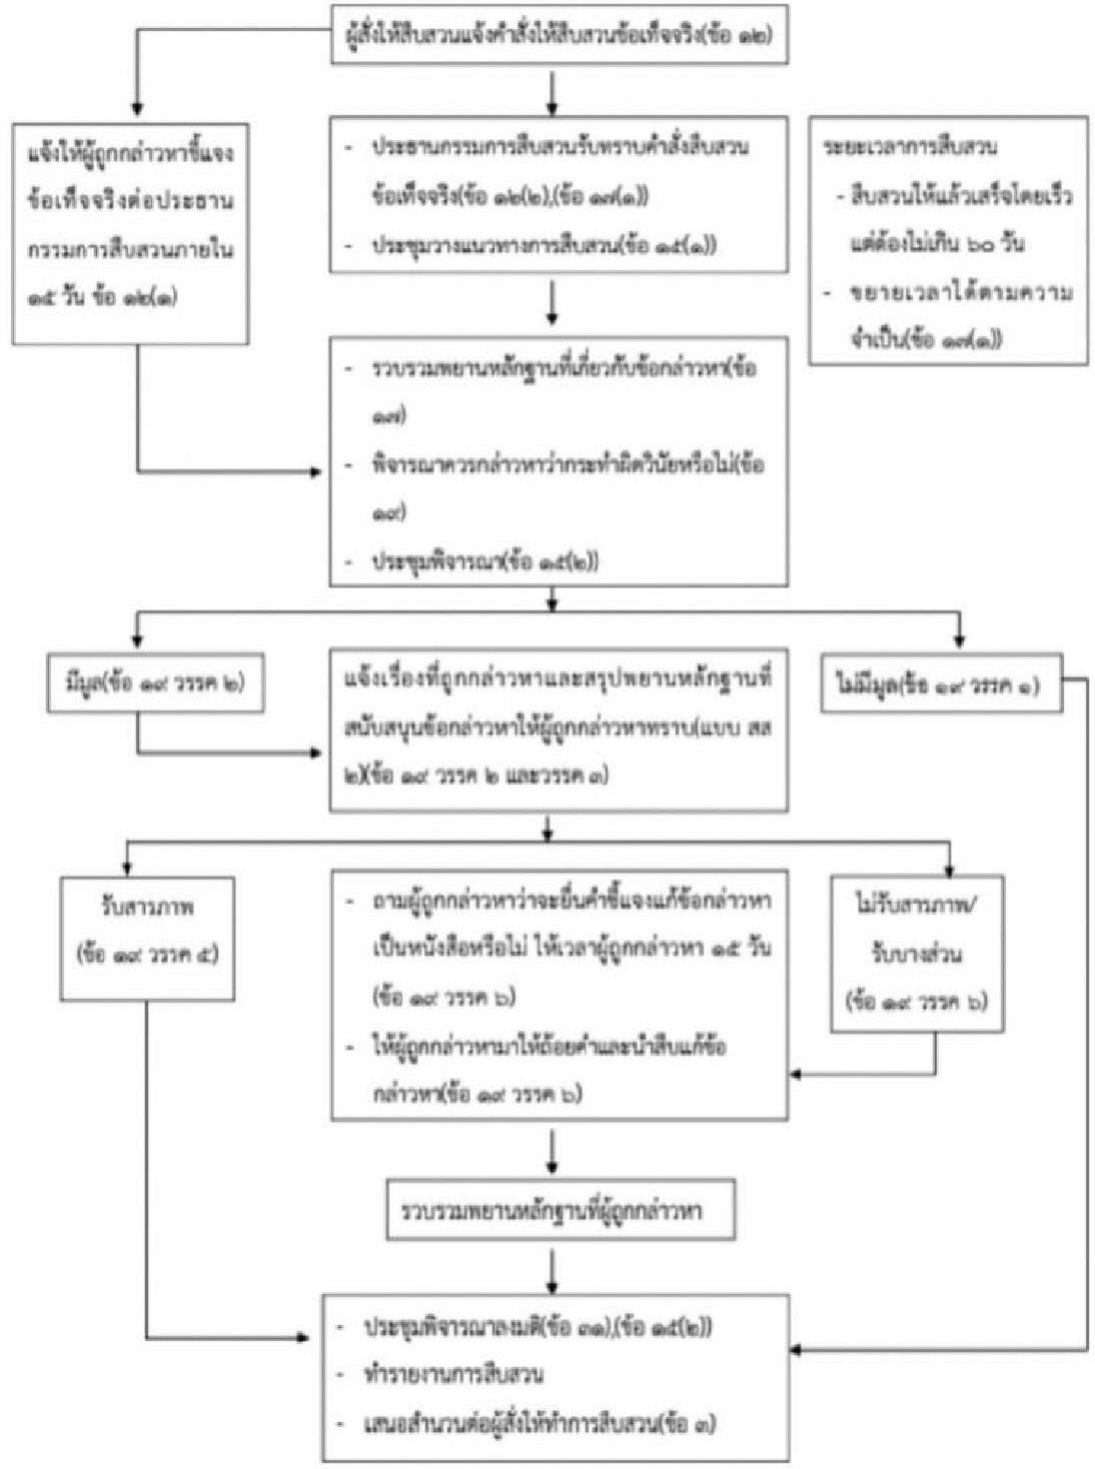 ผู้สั่งให้สืบสวนแจ้งคำสั่งให้สืบสวนข้อเท็จจริง(ข้อ ๑๒)
แจ้งให้ผู้ถูกกล่าวหาชี้แจง
ข้อเท็จจริงต่อประธาน
กรรมการสืบสวนภายใน
๑๕ วัน ข้อ ๑๒(๑)
- ประธานกรรมการสืบสวนรับทราบคำสั่งสืบสวน
ข้อเท็จจริง(ข้อ ๑๒(๒),(ข้อ ๑๗(๑))
- ประชุมวางแนวทางการสืบสวน(ข้อ ๑๕(๑))
ระยะเวลาการสืบสวน
- สืบสวนให้แล้วเสร็จโดยเร็ว
แต่ต้องไม่เกิน ๖๐ วัน
- ขยายเวลาได้ตามความ
จำเป็น(ข้อ ๑๗(๑))
- รวบรวมพยานหลักฐานที่เกี่ยวกับข้อกล่าวหา(ข้อ
๑๗)
- พิจารณาควรกล่าวหาว่ากระทำผิดวินัยหรือไม่(ข้อ
๑๙)
- ประชุมพิจารณา(ข้อ ๑๕(๒))
มีมูล(ข้อ ๑๙ วรรค ๒)
แจ้งเรื่องที่ถูกกล่าวหาและสรุปพยานหลักฐานที่
สนับสนุนข้อกล่าวหาให้ผู้ถูกกล่าวหาทราบ(แบบ สส
๒)(ข้อ ๑๙ วรรค ๒ และวรรค ๓)
ไม่มีมูล(ข้อ ๑๙ วรรค ๑)
รับสารภาพ
(ข้อ ๑๙ วรรค ๕)
- ถามผู้ถูกกล่าวหาว่าจะยื่นคำชี้แจงแก้ข้อกล่าวหา
เป็นหนังสือหรือไม่ ให้เวลาผู้ถูกกล่าวหา ๑๕ วัน
(ข้อ ๑๙ วรรค ๖)
- ให้ผู้ถูกกล่าวหามาให้ถ้อยคำและนำสืบแก้ข้อ
กล่าวหา(ข้อ ๑๙ วรรค ๖)
ไม่รับสารภาพ/
รับบางส่วน
(ข้อ ๑๙ วรรค ๖)
รวบรวมพยานหลักฐานที่ผู้ถูกกล่าวหา
- ประชุมพิจารณาลงมติ(ข้อ ๓๑),(ข้อ ๑๕(๒))
- ทำรายงานการสืบสวน
- เสนอสำนวนต่อผู้สั่งให้ทำการสืบสวน(ข้อ ๓)